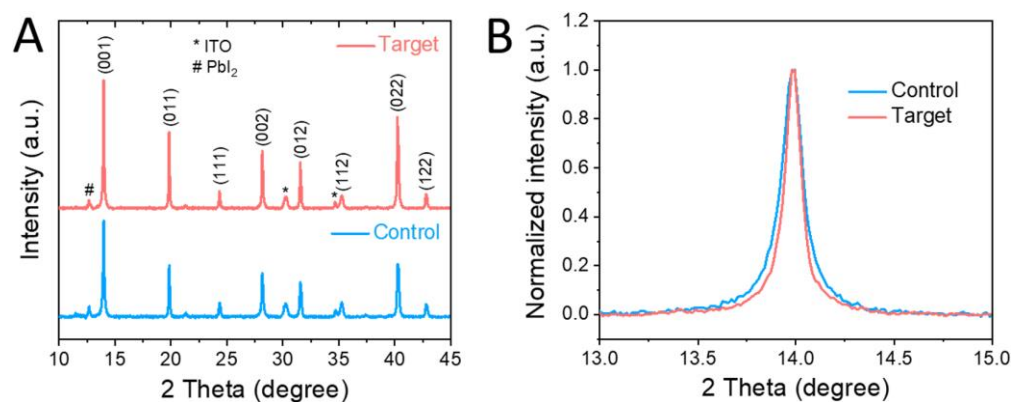 A
Intensity (a.u.)
* ITO
# PbI₂
Target
#
(001)
(011)
(111)
(002)
*
(012)
*
(112)
(022)
(122)
Control
10 15 20 25 30 35 40 45
2 Theta (degree)
B
Normalized intensity (a.u.)
1.2
1.0
0.8
0.6
0.4
0.2
0.0
Control
Target
13.0 13.5 14.0 14.5 15.0
2 Theta (degree)